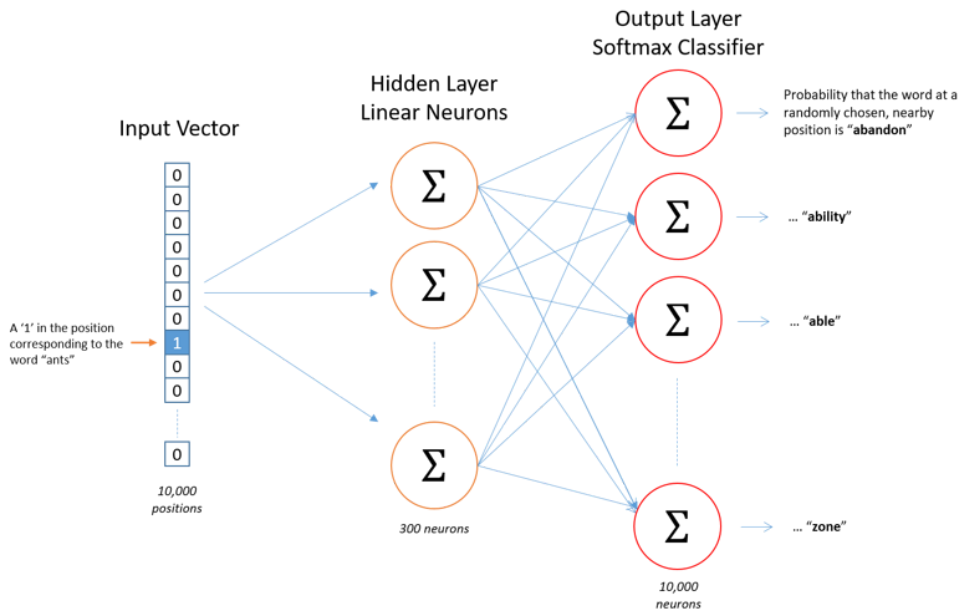 Output Layer
Softmax Classifier
Hidden Layer
Linear Neurons
Input Vector
Σ
Probability that the word at a
randomly chosen, nearby
position is “abandon”
0
0
0
0
0
0
0
1
0
0
0
A ‘1’ in the position
corresponding to the
word “ants”
10,000
positions
Σ
Σ
Σ
300 neurons
Σ
… “ability”
Σ
… “able”
Σ
… “zone”
10,000
neurons